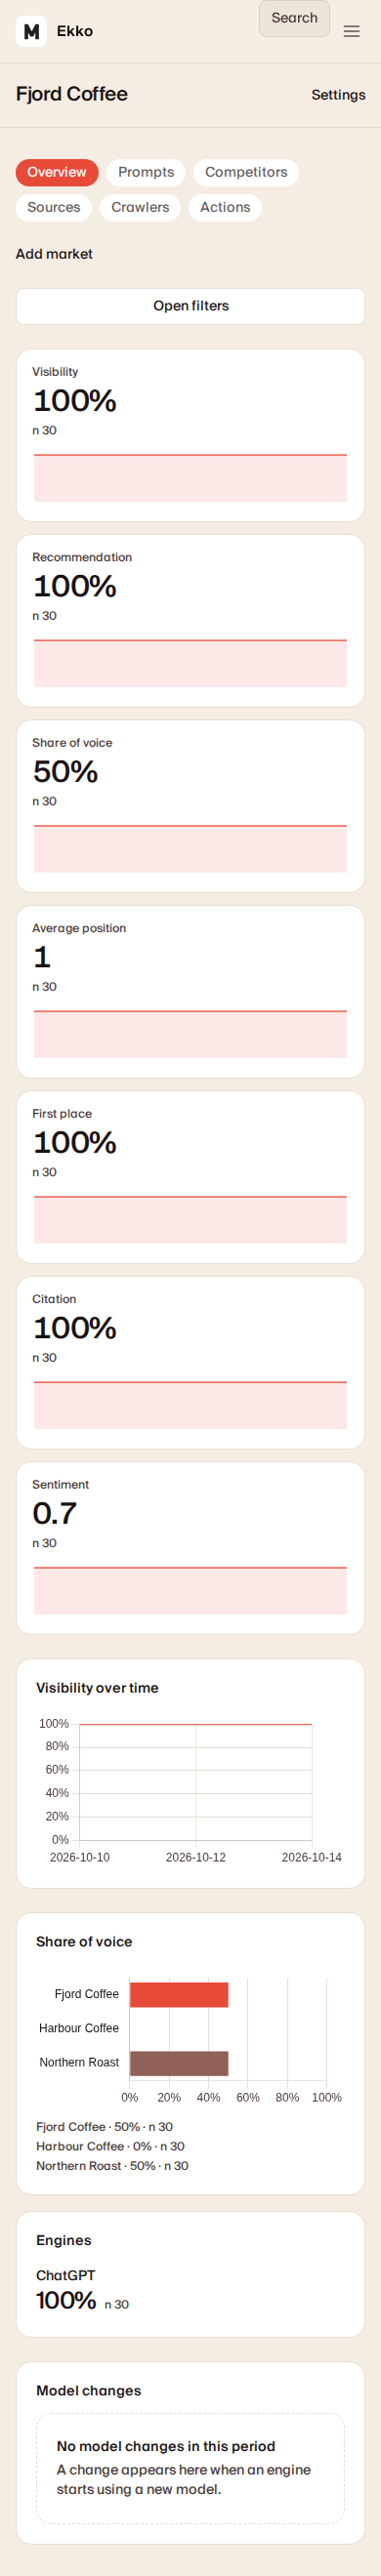 Ekko
Search
Fjord Coffee
Settings
Overview
Prompts
Competitors
Sources
Crawlers
Actions
Add market
Open filters
Visibility
100%
n 30
Recommendation
100%
n 30
Share of voice
50%
n 30
Average position
1
n 30
First place
100%
n 30
Citation
100%
n 30
Sentiment
0.7
n 30
Visibility over time
100%
80%
60%
40%
20%
0%
2026-10-10 2026-10-12 2026-10-14
Share of voice
Fjord Coffee
Harbour Coffee
Northern Roast
0% 20% 40% 60% 80% 100%
Fjord Coffee · 50% · n 30
Harbour Coffee · 0% · n 30
Northern Roast · 50% · n 30
Engines
ChatGPT
100% n 30
Model changes
No model changes in this period
A change appears here when an engine
starts using a new model.